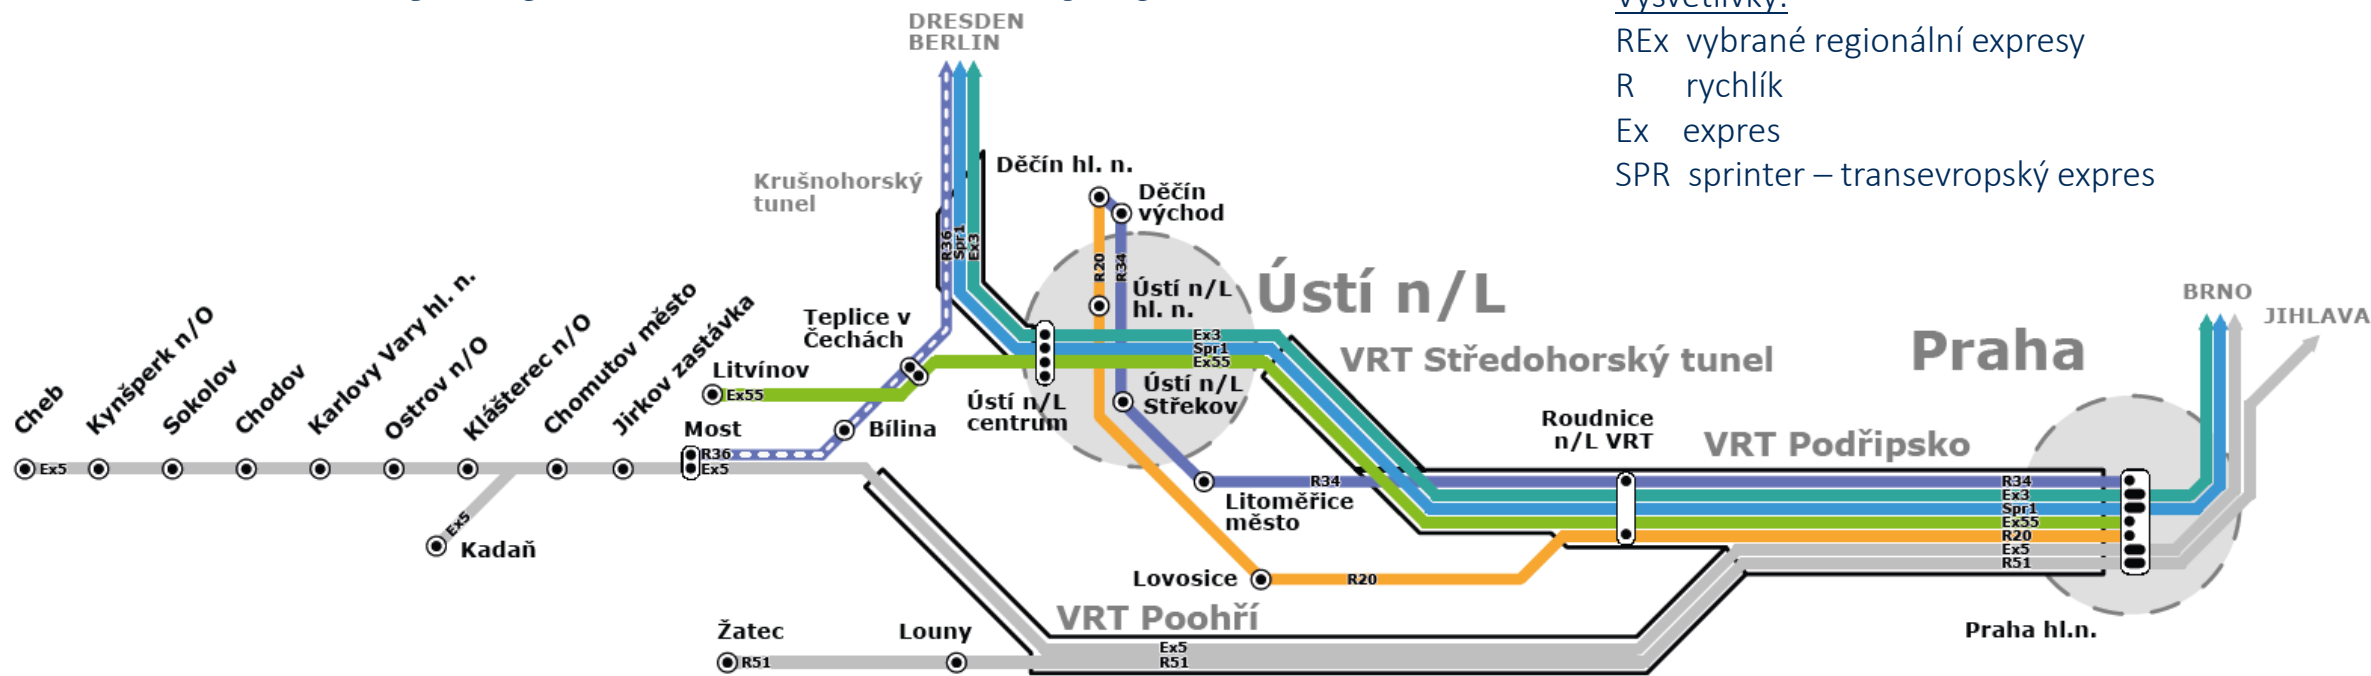 Vysvětlivky:
REx vybrané regionální expresy
R rychlík
Ex expres
SPR sprinter – transevropský expres
DRESDEN
BERLIN
Krušnohorský
tunel
Děčín hl. n.
Děčín
východ
R36
Spr1
Ex3
R20
R34
Ústí n/L
hl. n.
Ústí n/L
BRNO
JIHLAVA
Praha
Teplice v
Čechách
Ex3
Spr1
Ex55
VRT Středohorský tunel
Litvínov
Ex55
Ústí n/L
centrum
Ústí n/L
Střekov
Cheb
Kynšperk n/O
Sokolov
Chodov
Karlovy Vary hl. n.
Ostrov n/O
Klášterec n/O
Chomutov město
Jirkov zastávka
Most
Bílina
R36
Ex5
Ex5
Ex5
Kadaň
Roudnice
n/L VRT
VRT Podřipsko
R34
Litoměřice
město
R34
Ex3
Spr1
Ex55
R20
Ex5
R51
Lovosice
R20
VRT Poohří
Žatec
Louny
Praha hl.n.
R51
Ex5
R51